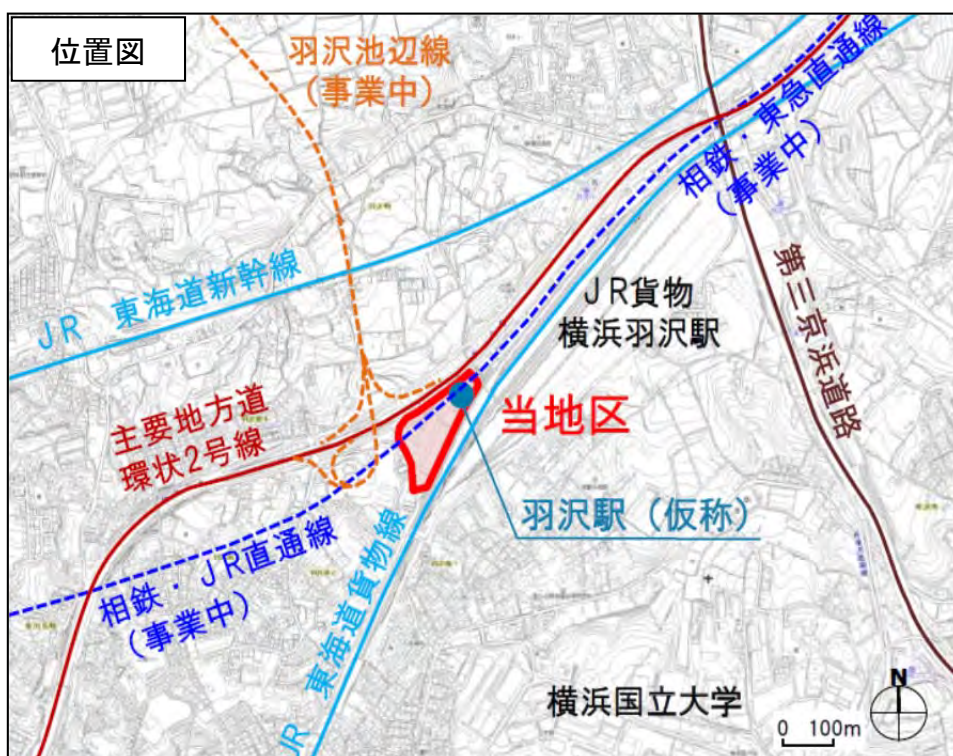 位置図
羽沢池辺線
(事業中)
相鉄・東急直通線
(事業中)
JR 東海道新幹線
JR貨物
横浜羽沢駅
第三京浜道路
主要地方道
環状2号線
当地区
羽沢駅(仮称)
相鉄・JR直通線
(事業中)
JR 東海道貨物線
横浜国立大学
N
0 100m